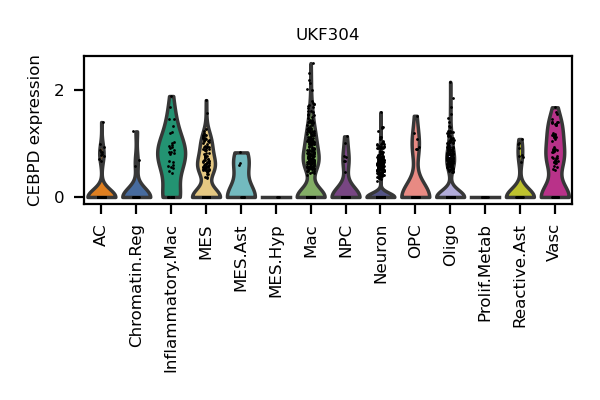 UKF304
CEBPD expression
2
0
AC
Chromatin.Reg
Inflammatory.Mac
MES
MES.Ast
MES.Hyp
Mac
NPC
Neuron
OPC
Oligo
Prolif.Metab
Reactive.Ast
Vasc